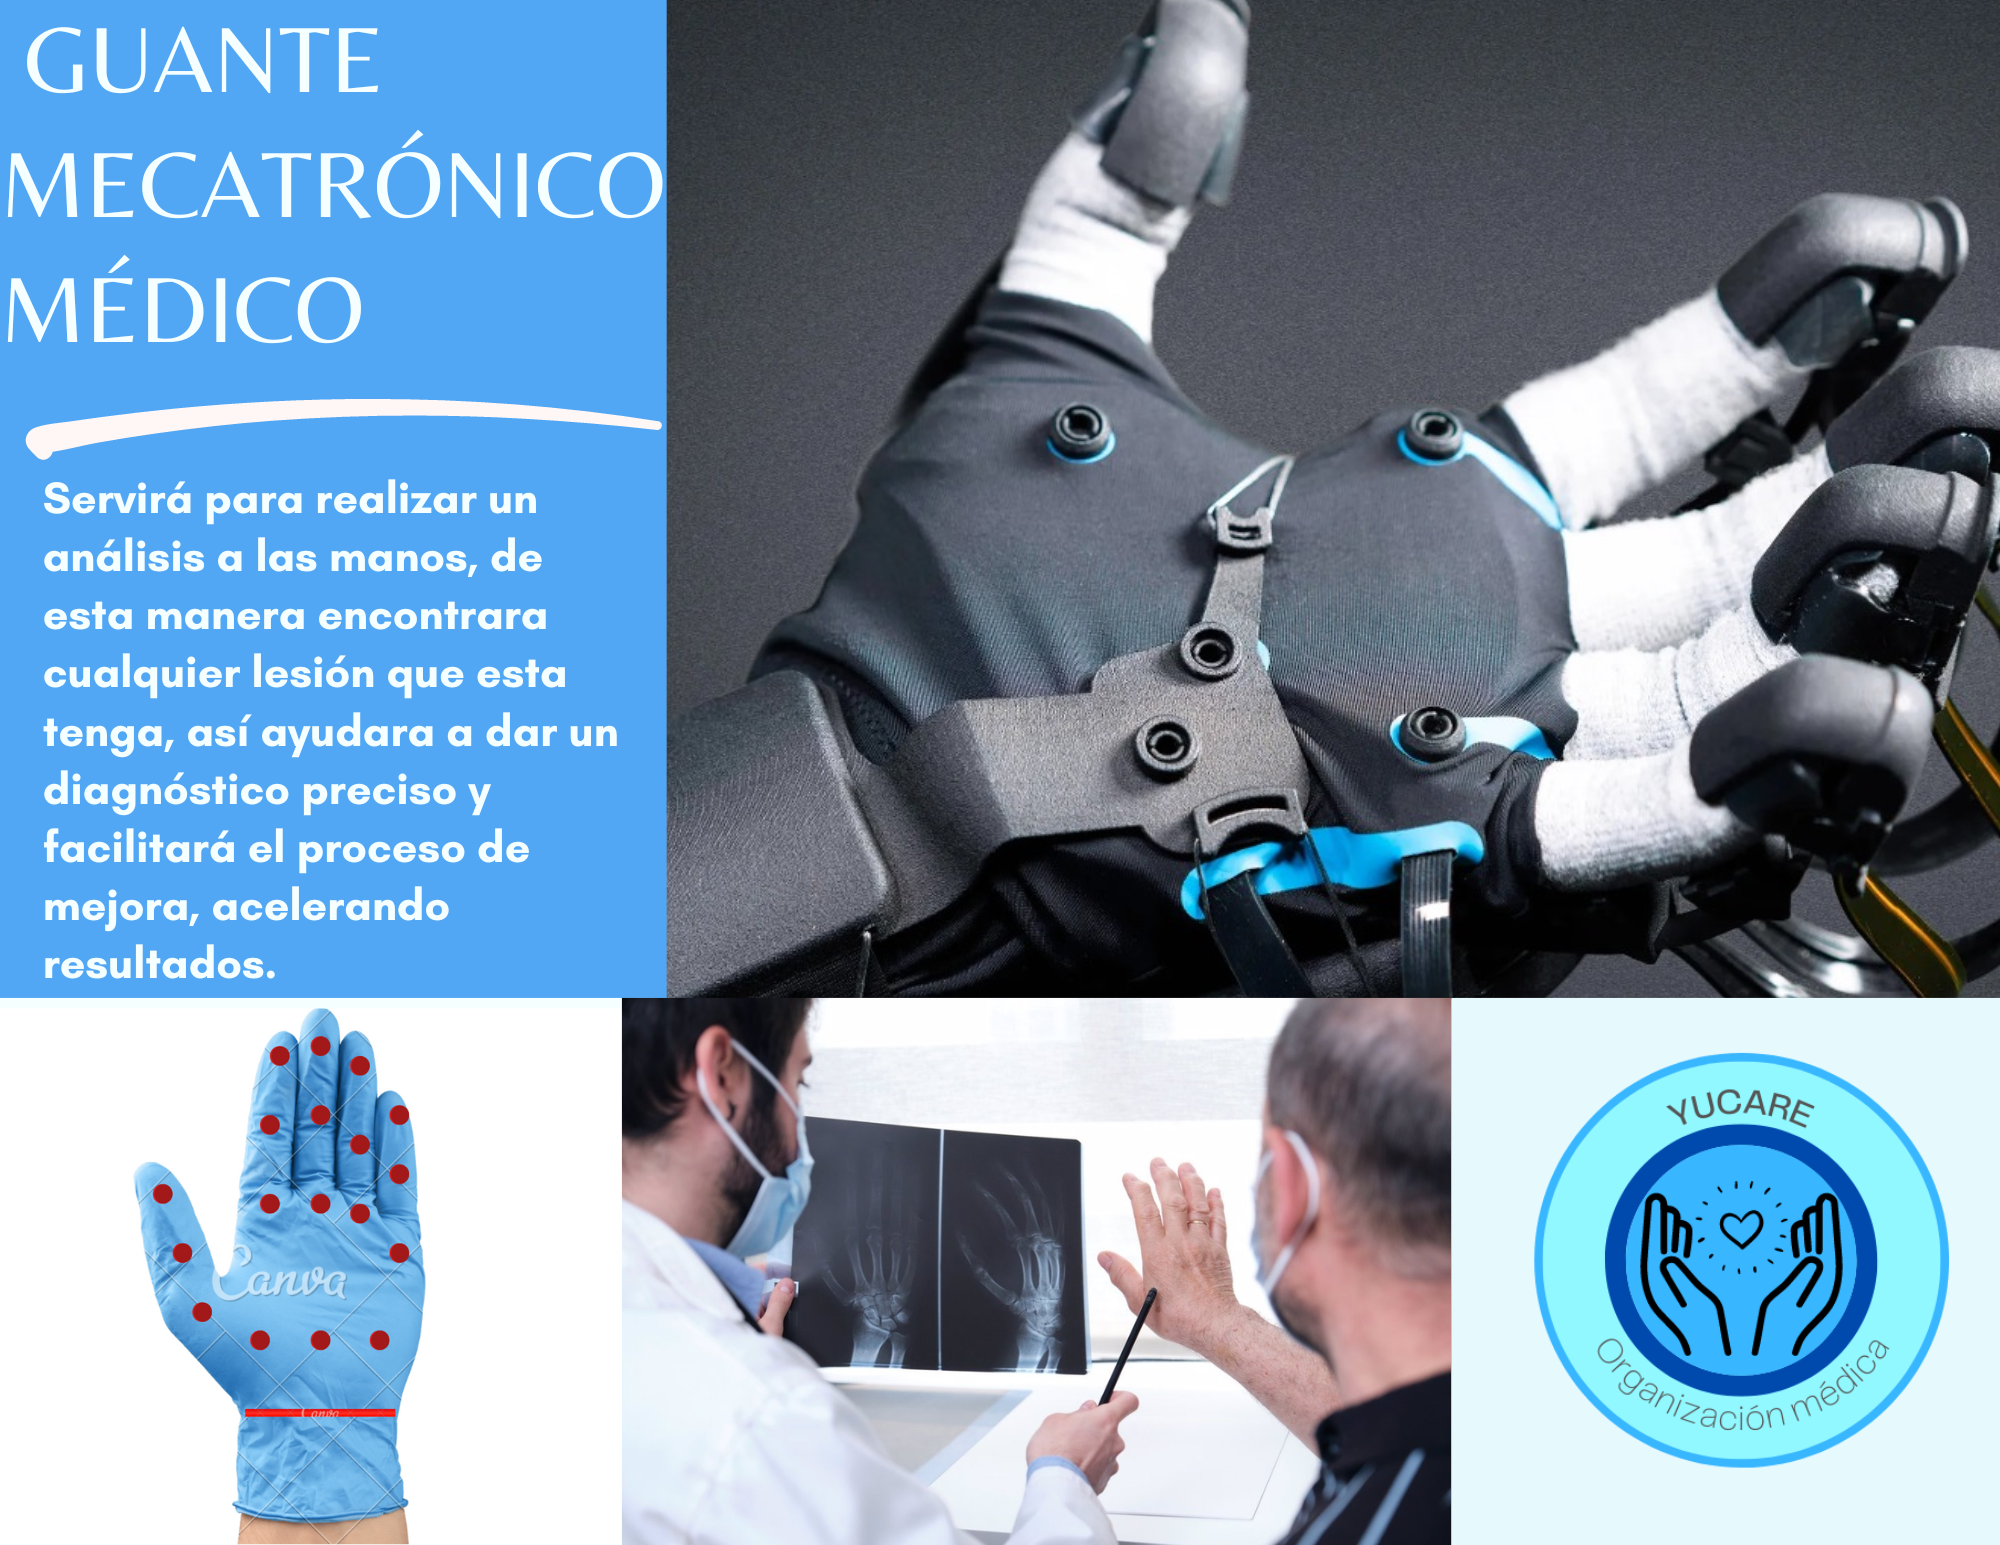 GUANTE
MECATRÓNICO
MÉDICO
Servirá para realizar un
análisis a las manos, de
esta manera encontrara
cualquier lesión que esta
tenga, así ayudara a dar un
diagnóstico preciso y
facilitará el proceso de
mejora, acelerando
resultados.
Canva
Canva
YUCARE
Organización médica